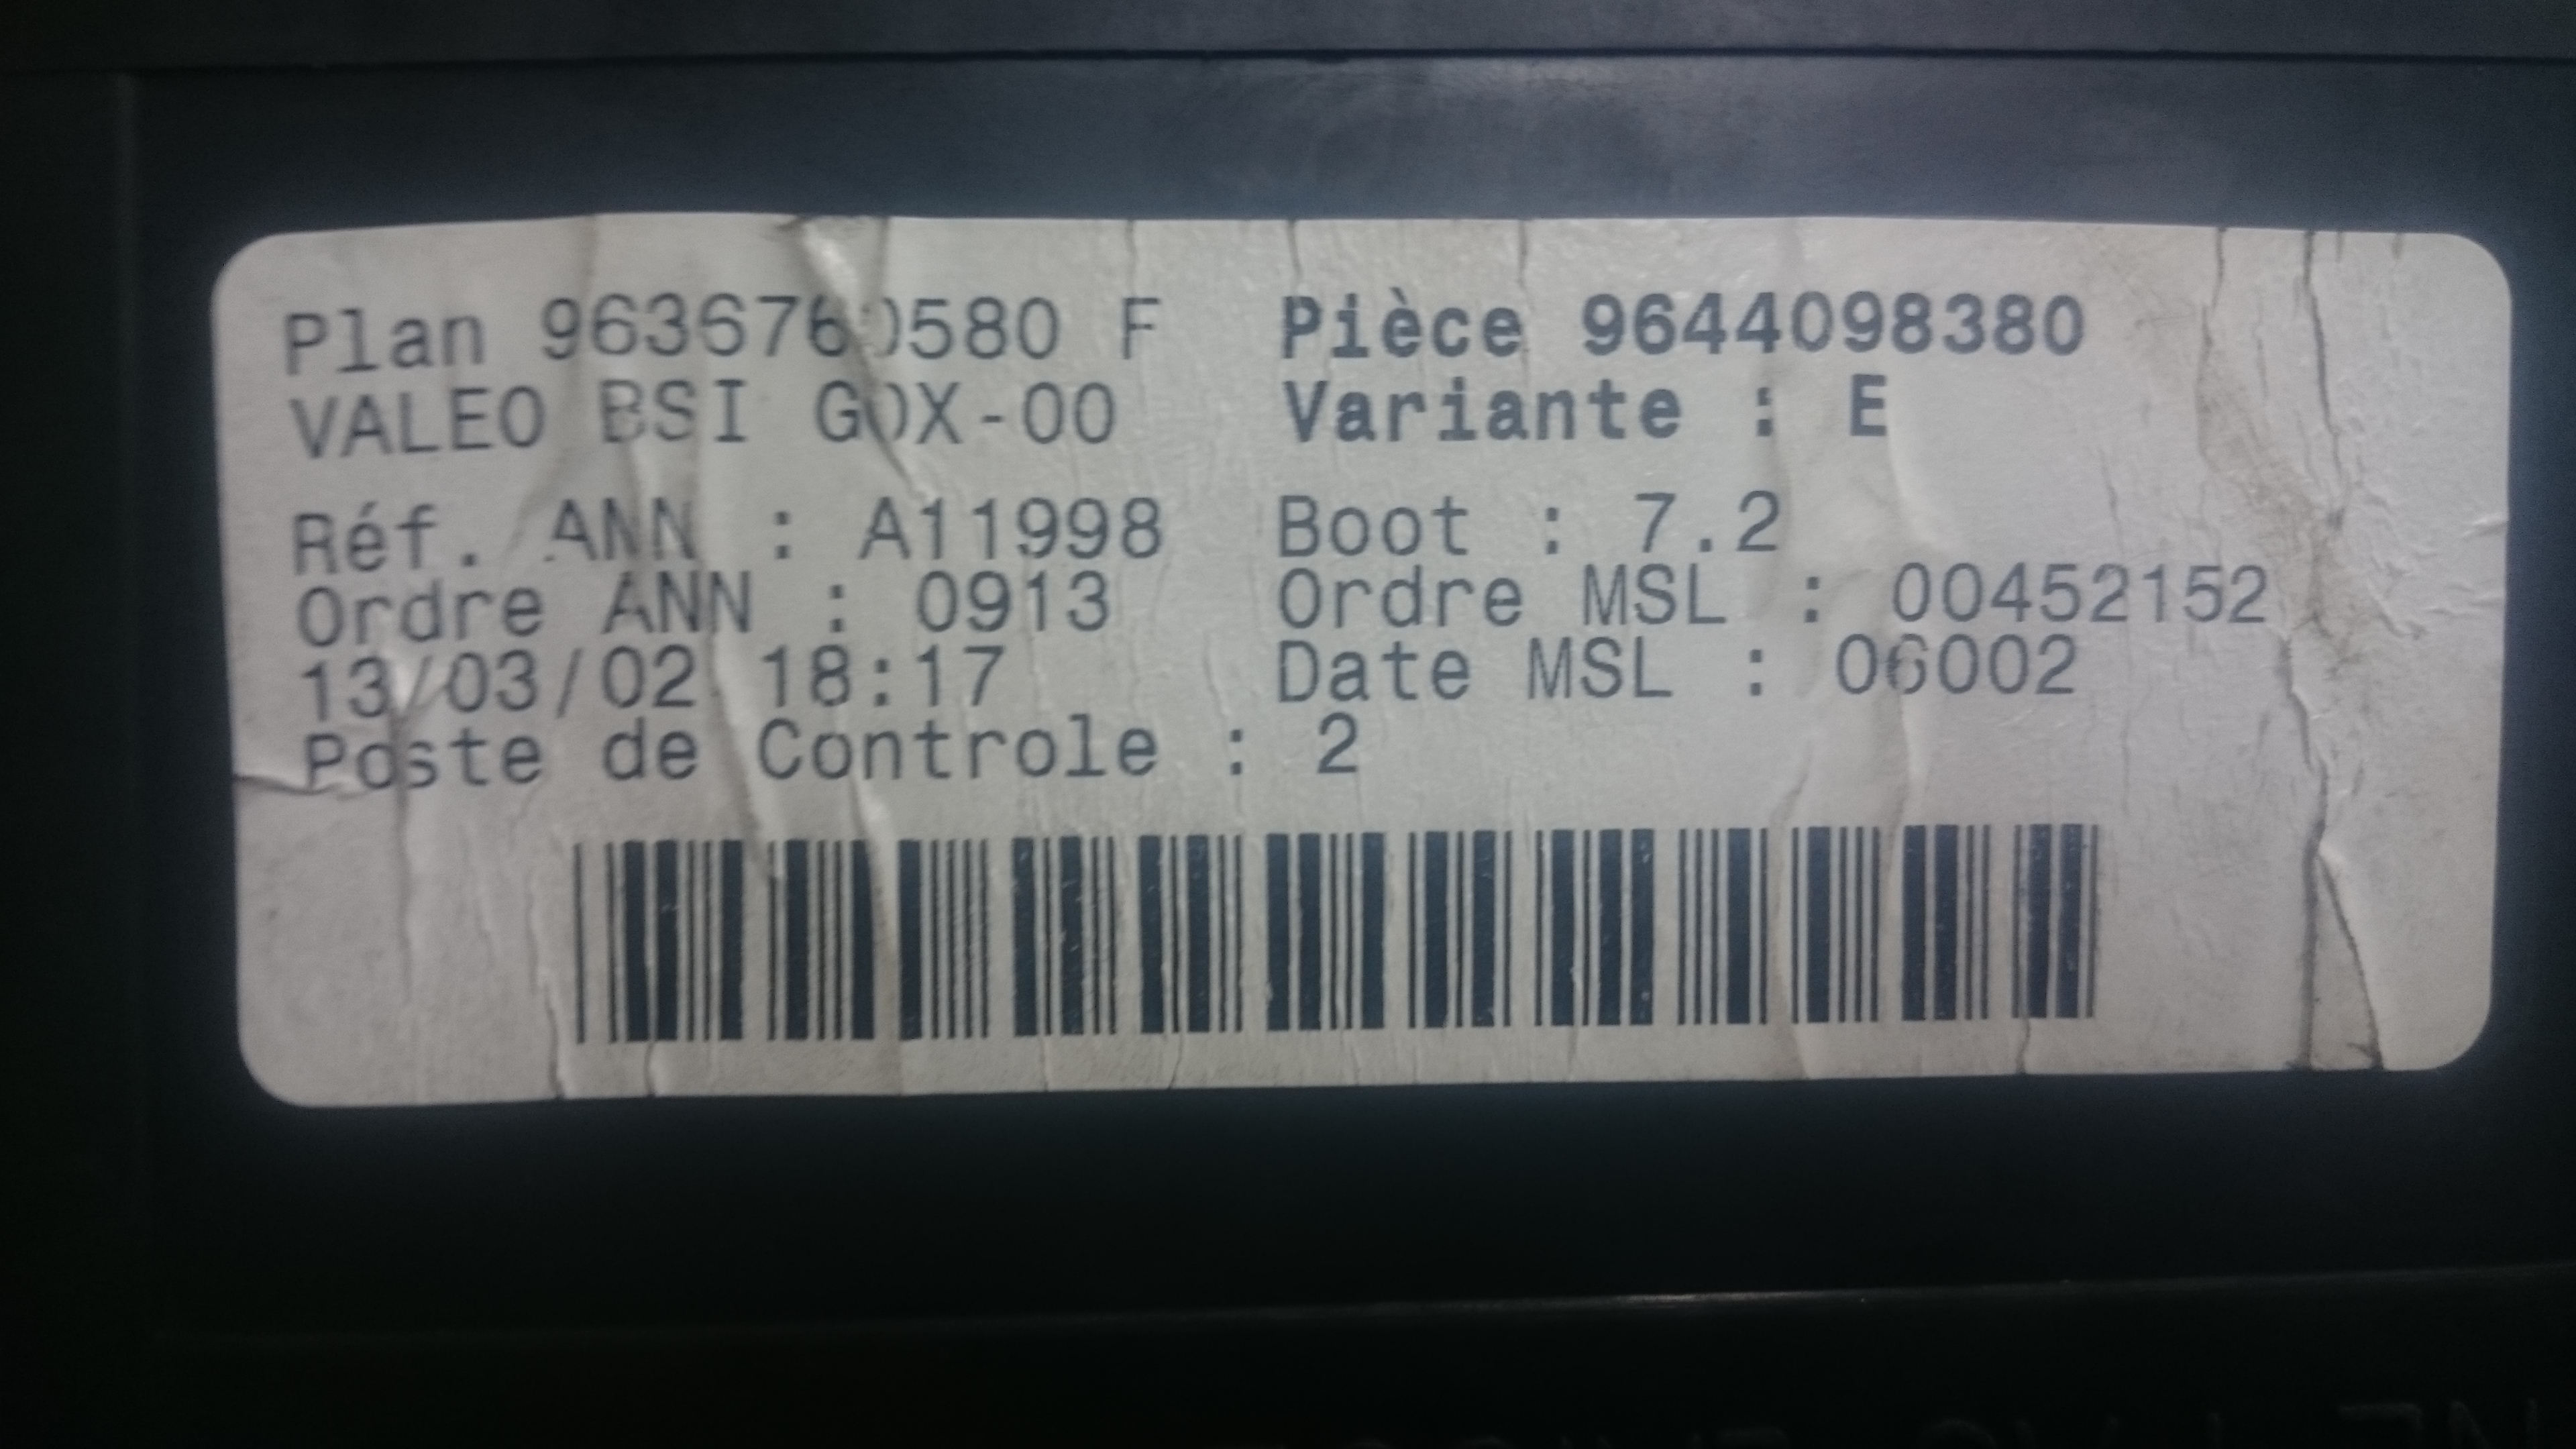 Plan 9636760580 F Pièce 9644098380
VALEO BSI G0X-00 Variante : E
Réf. ANN : A11998 Boot : 7.2
Ordre ANN : 0913 Ordre MSL : 00452152
13/03/02 18:17 Date MSL : 06002
Poste de Controle : 2